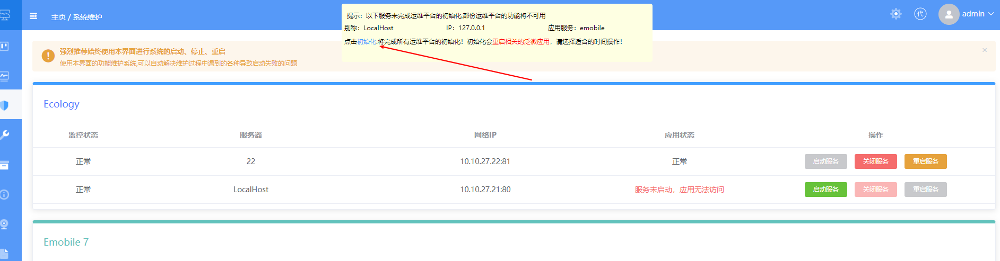 主页 / 系统维护
提示：以下服务未完成运维平台的初始化,部份运维平台的功能将不可用
别称：LocalHost IP：127.0.0.1 应用服务：emobile
点击初始化,将完成所有运维平台的初始化！初始化会重启相关的泛微应用，请选择适合的时间操作！
代
admin
强烈推荐始终使用本界面进行系统的启动、停止、重启
使用本界面的功能维护系统,可以自动解决维护过程中遇到的各种导致启动失败的问题
Ecology
监控状态 服务器 网络IP 应用状态 操作
正常 22 10.10.27.22:81 正常 启动服务 关闭服务 重启服务
正常 LocalHost 10.10.27.21:80 服务未启动，应用无法访问 启动服务 关闭服务 重启服务
Emobile 7